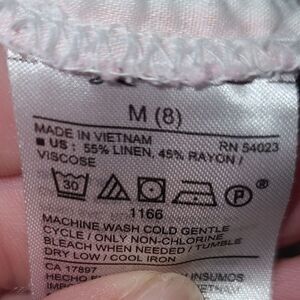 M (8)
MADE IN VIETNAM RN 54023
US: 55% LINEN, 45% RAYON /
VISCOSE
30 P ®
1166
MACHINE WASH COLD GENTLE
CYCLE / ONLY NON-CHLORINE
BLEACH WHEN NEEDED / TUMBLE
DRY LOW / COOL IRON
CA 17897
HECHO INSUMOS